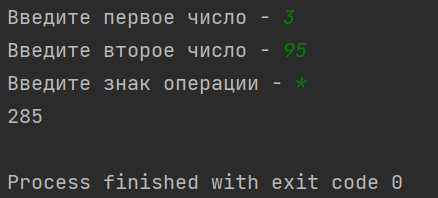 Введите первое число - 3
Введите второе число - 95
Введите знак операции - *
285
Process finished with exit code 0